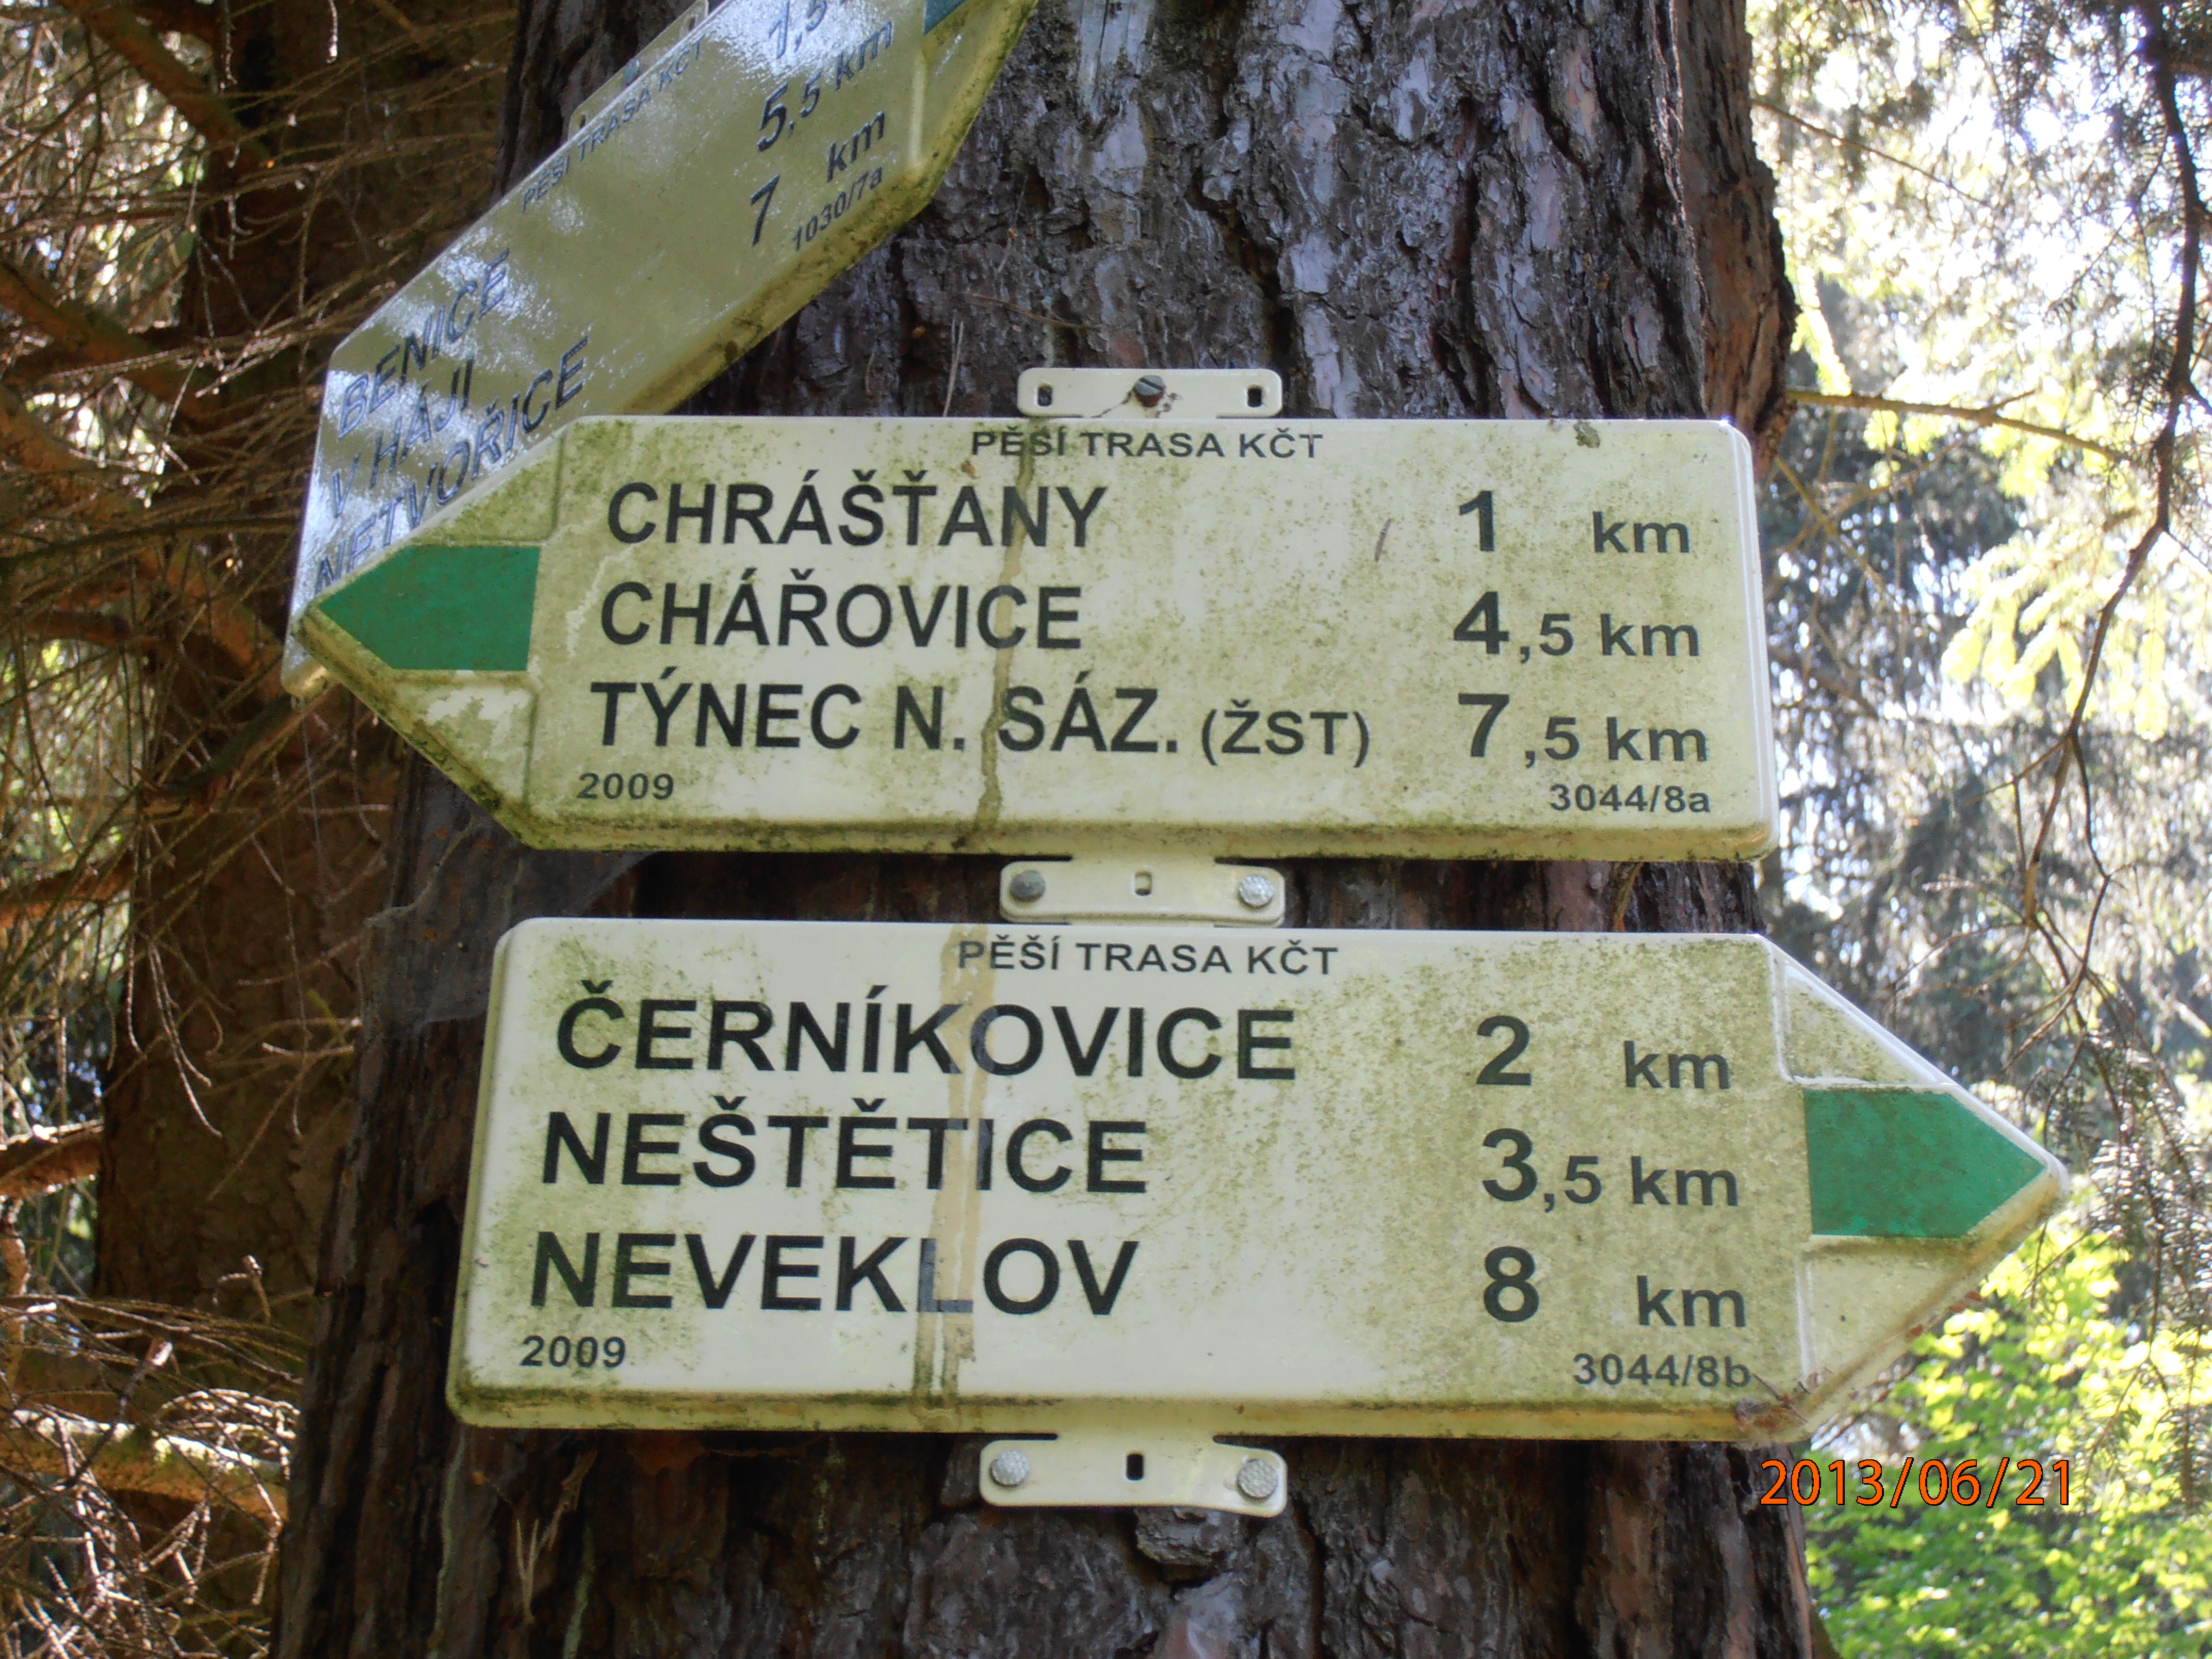 PĚŠÍ TRASA KČT
BENICE 1,5
V HÁJI 5,5 km
NETVOŘICE 7 km
1030/7a
PĚŠÍ TRASA KČT
CHRÁŠŤANY 1 km
CHÁŘOVICE 4,5 km
TÝNEC N. SÁZ. (ŽST) 7,5 km
2009 3044/8a
PĚŠÍ TRASA KČT
ČERNÍKOVICE 2 km
NEŠTĚTICE 3,5 km
NEVEKLOV 8 km
2009 3044/8b
2013/06/21